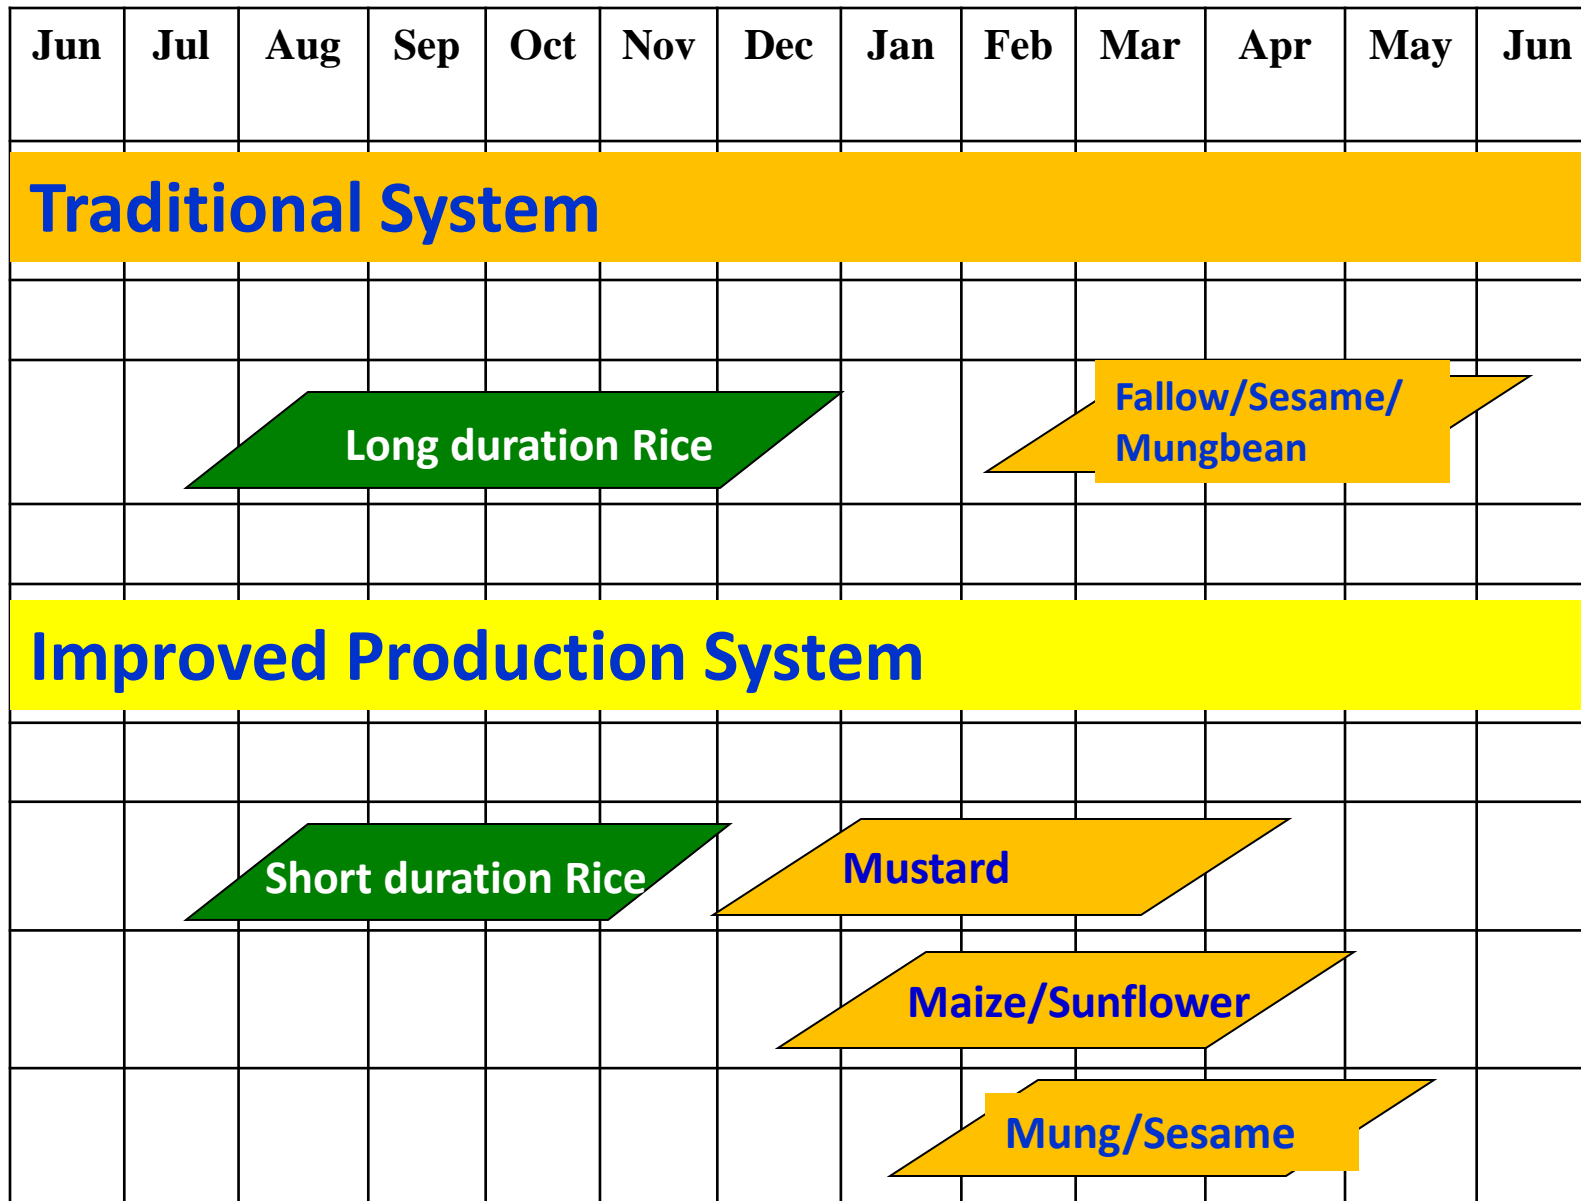 Jun Jul Aug Sep Oct Nov Dec Jan Feb Mar Apr May Jun
Traditional System
Long duration Rice
Fallow/Sesame/
Mungbean
Improved Production System
Short duration Rice
Mustard
Maize/Sunflower
Mung/Sesame